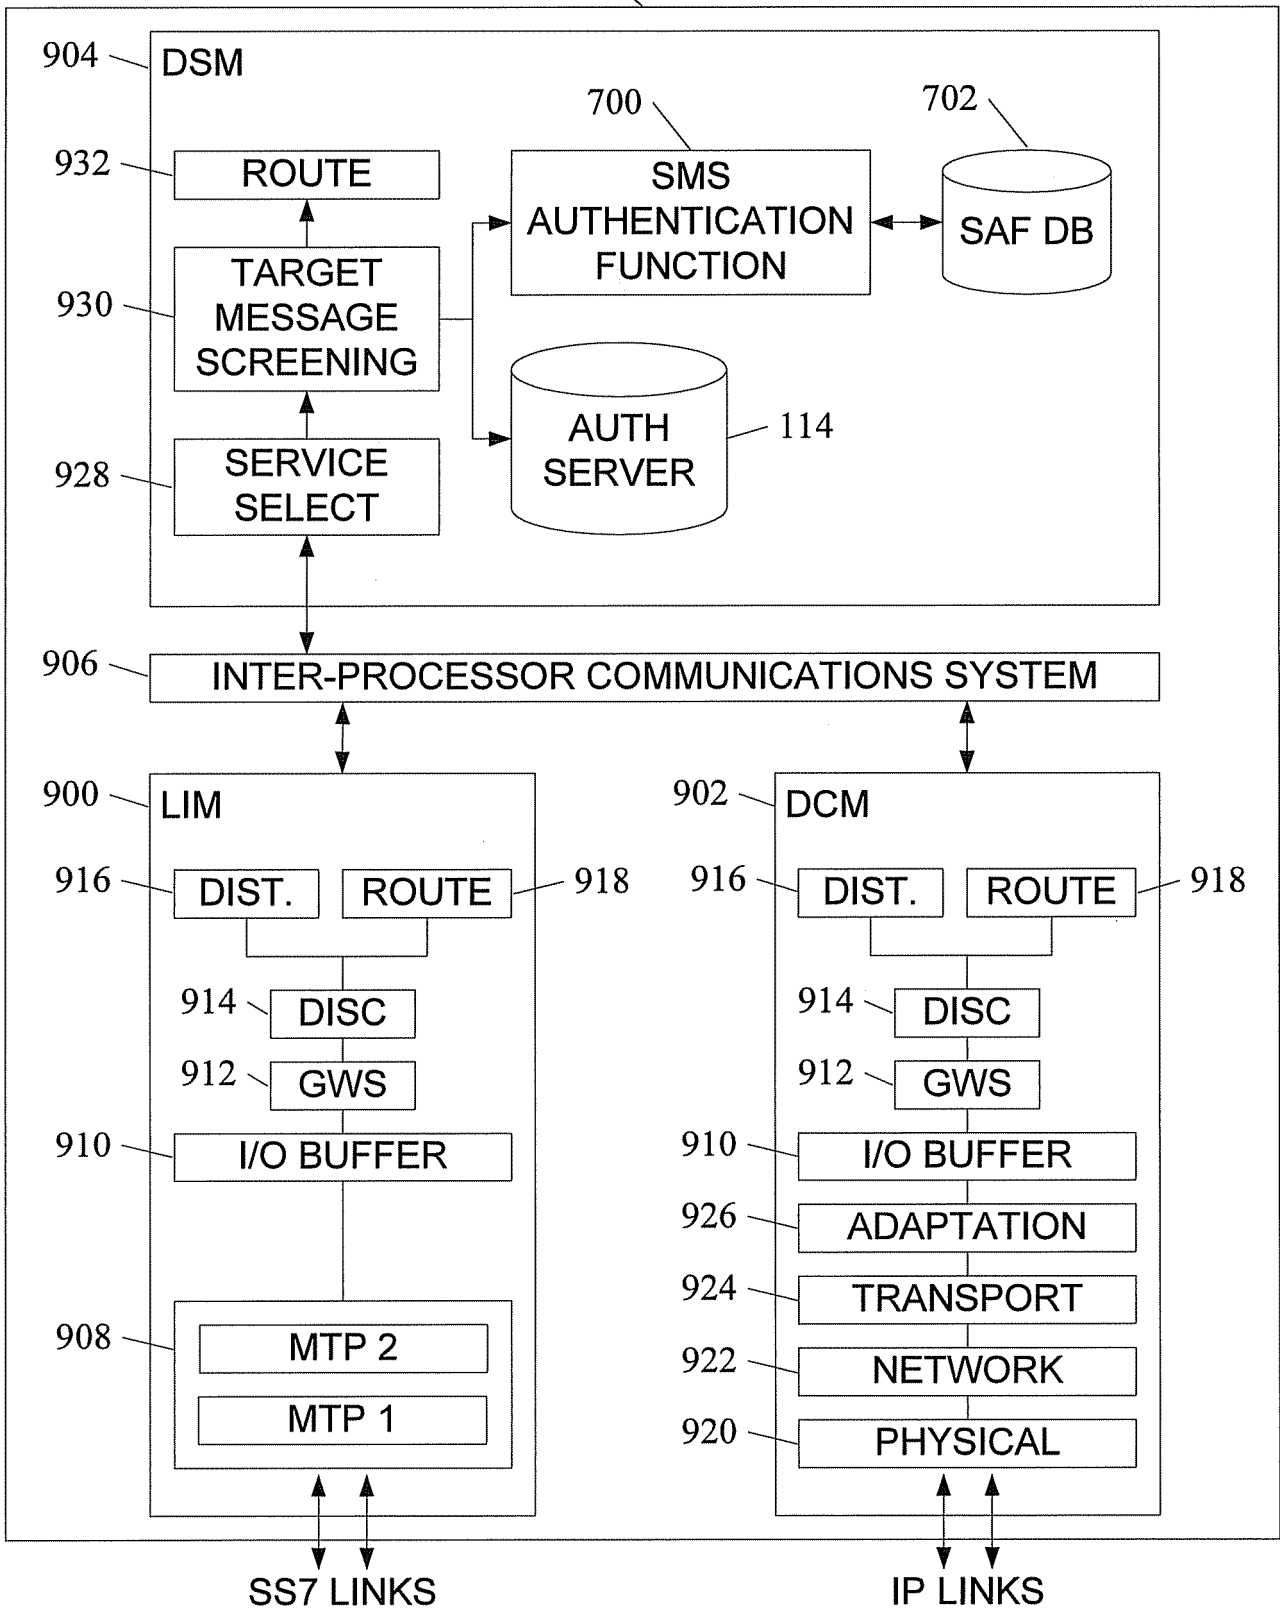 904
DSM
700
702
932
ROUTE
SMS
AUTHENTICATION
FUNCTION
SAF DB
930
TARGET
MESSAGE
SCREENING
AUTH
SERVER
114
928
SERVICE
SELECT
906
INTER-PROCESSOR COMMUNICATIONS SYSTEM
900
LIM
916
DIST.
ROUTE
918
914
DISC
912
GWS
910
I/O BUFFER
908
MTP 2
MTP 1
SS7 LINKS
902
DCM
916
DIST.
ROUTE
918
914
DISC
912
GWS
910
I/O BUFFER
926
ADAPTATION
924
TRANSPORT
922
NETWORK
920
PHYSICAL
IP LINKS